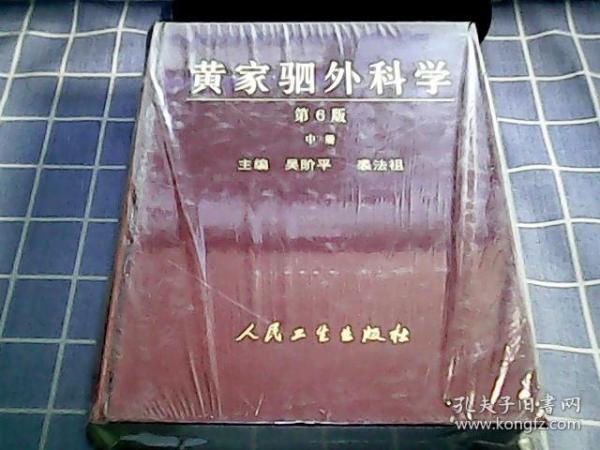 黄家驷外科学
第6版
中册
主编 吴阶平 裘法祖
人民卫生出版社
孔夫子旧书网
www.kongfz.com